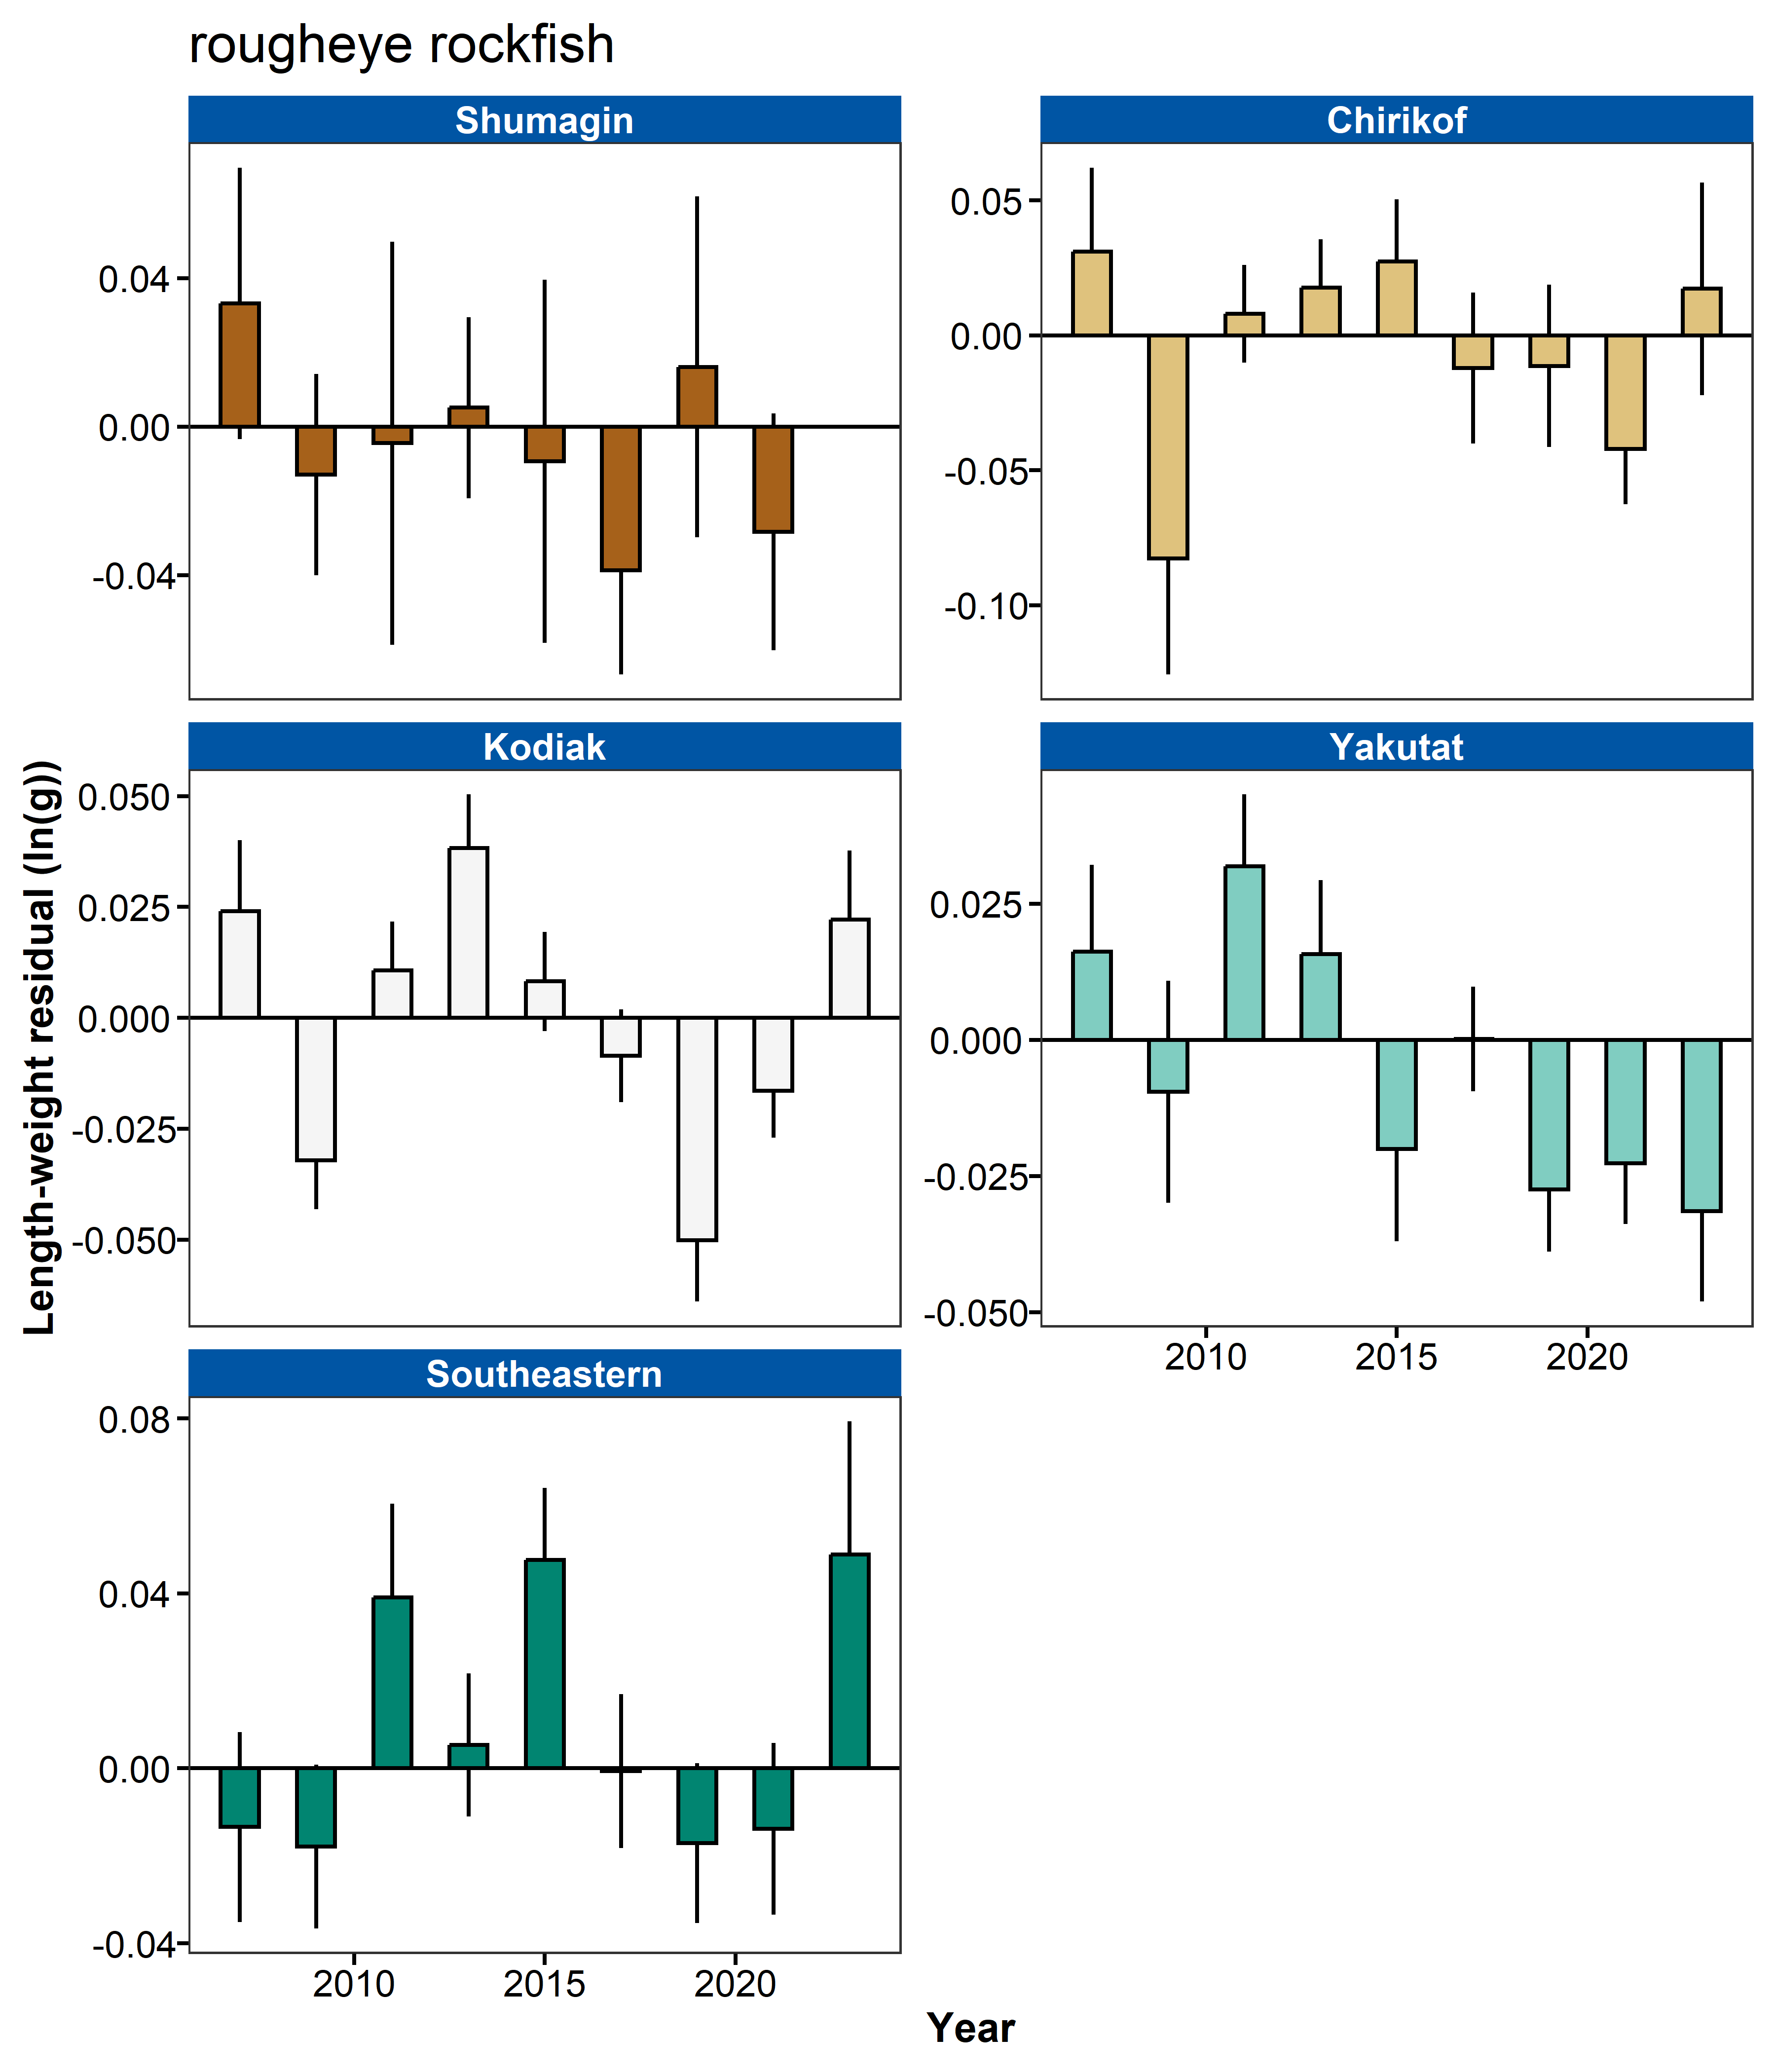 rougheye rockfish
Shumagin
Chirikof
0.04
0.00
-0.04
0.05
0.00
-0.05
-0.10
Kodiak
Yakutat
0.050
0.025
0.000
-0.025
-0.050
0.025
0.000
-0.025
-0.050
2010 2015 2020
Southeastern
0.08
0.04
0.00
-0.04
2010 2015 2020
Length-weight residual (ln(g))
Year